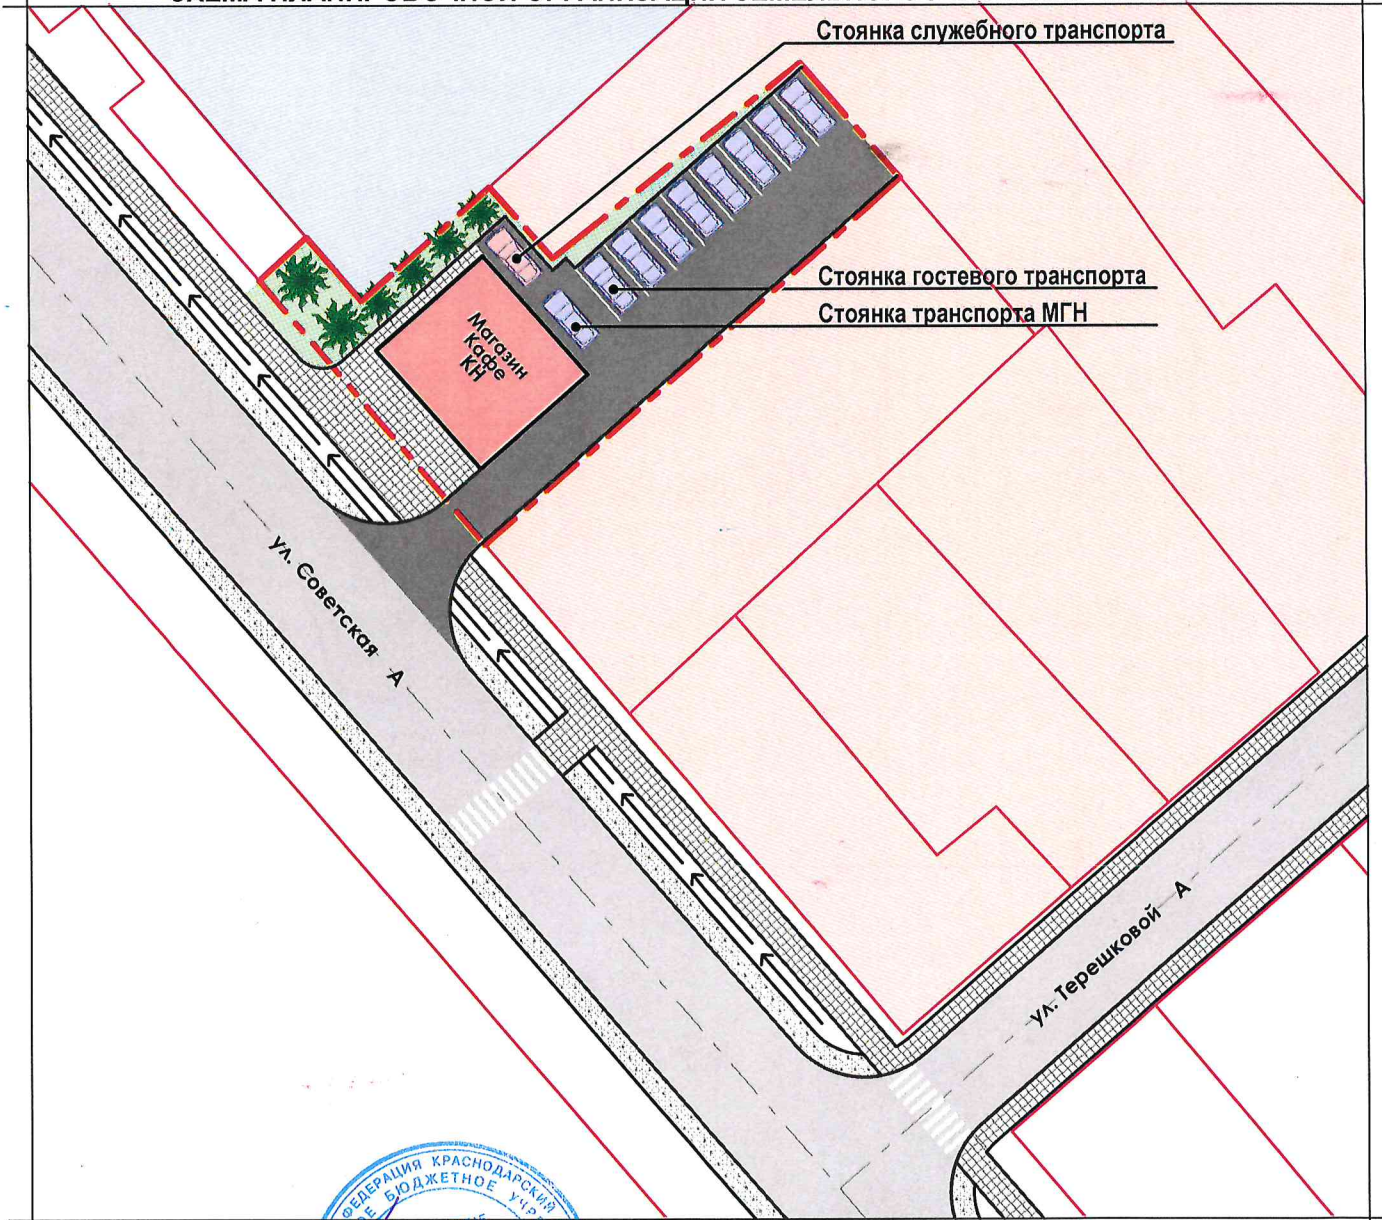 Стоянка служебного транспорта
Стоянка гостевого транспорта
Стоянка транспорта МГН
Магазин
Кафе
КН
ул. Советская А
ул. Терешковой А
ФЕДЕРАЦИЯ КРАСНОДАРСКИЙ
БЮДЖЕТНОЕ